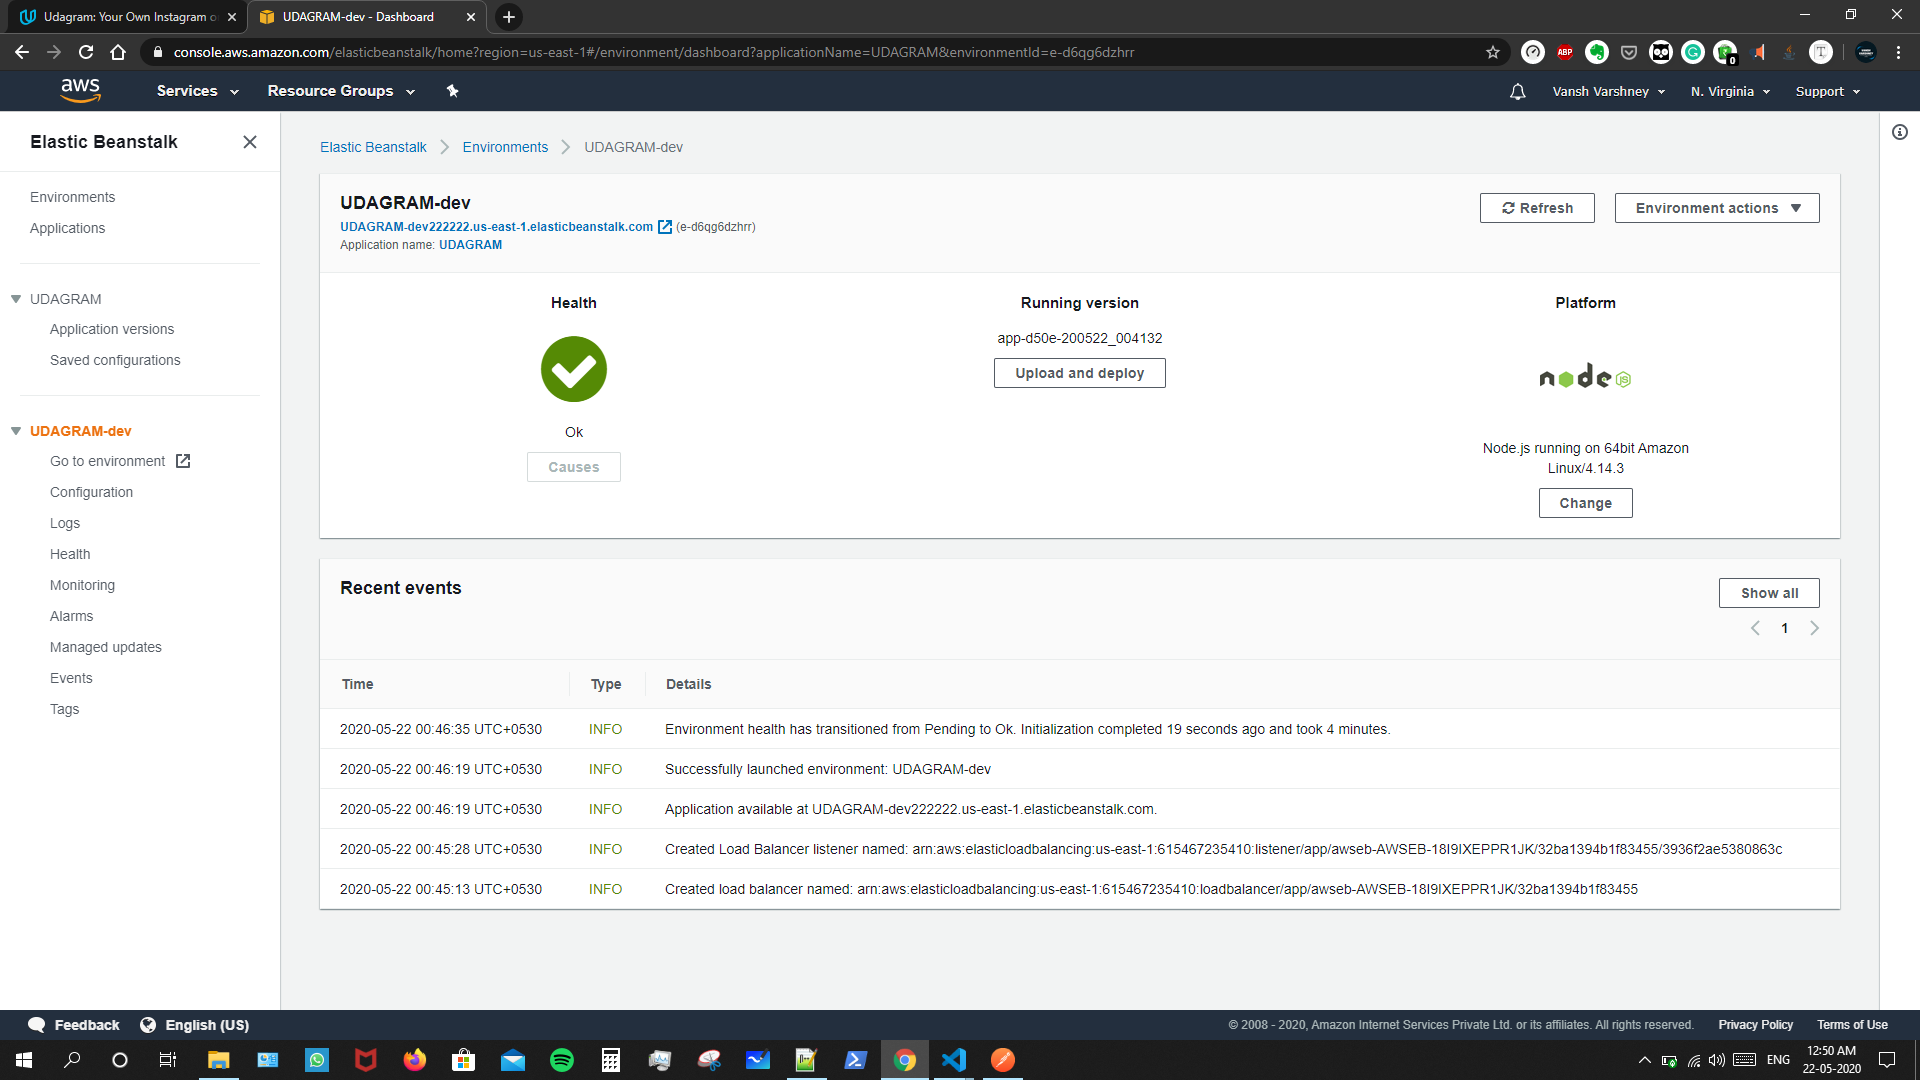 Udagram: Your Own Instagram o
UDAGRAM-dev - Dashboard
console.aws.amazon.com/elasticbeanstalk/home?region=us-east-1#/environment/dashboard?applicationName=UDAGRAM&environmentId=e-d6qg6dzhrr
ABP
0
aws
Services
Resource Groups
Vansh Varshney
N. Virginia
Support
Elastic Beanstalk
Environments
Applications
UDAGRAM
Application versions
Saved configurations
UDAGRAM-dev
Go to environment
Configuration
Logs
Health
Monitoring
Alarms
Managed updates
Events
Tags
Elastic Beanstalk
Environments
UDAGRAM-dev
UDAGRAM-dev
UDAGRAM-dev222222.us-east-1.elasticbeanstalk.com (e-d6qg6dzhrr)
Application name: UDAGRAM
Refresh
Environment actions
Health
Ok
Causes
Running version
app-d50e-200522_004132
Upload and deploy
Platform
node JS
Node.js running on 64bit Amazon
Linux/4.14.3
Change
Recent events
Show all
1
Time Type Details
2020-05-22 00:46:35 UTC+0530 INFO Environment health has transitioned from Pending to Ok. Initialization completed 19 seconds ago and took 4 minutes.
2020-05-22 00:46:19 UTC+0530 INFO Successfully launched environment: UDAGRAM-dev
2020-05-22 00:46:19 UTC+0530 INFO Application available at UDAGRAM-dev222222.us-east-1.elasticbeanstalk.com.
2020-05-22 00:45:28 UTC+0530 INFO Created Load Balancer listener named: arn:aws:elasticloadbalancing:us-east-1:615467235410:listener/app/awseb-AWSEB-18I9IXEPPR1JK/32ba1394b1f83455/3936f2ae5380863c
2020-05-22 00:45:13 UTC+0530 INFO Created load balancer named: arn:aws:elasticloadbalancing:us-east-1:615467235410:loadbalancer/app/awseb-AWSEB-18I9IXEPPR1JK/32ba1394b1f83455
Feedback
English (US)
© 2008 - 2020, Amazon Internet Services Private Ltd. or its affiliates. All rights reserved.
Privacy Policy
Terms of Use
ENG
12:50 AM
22-05-2020